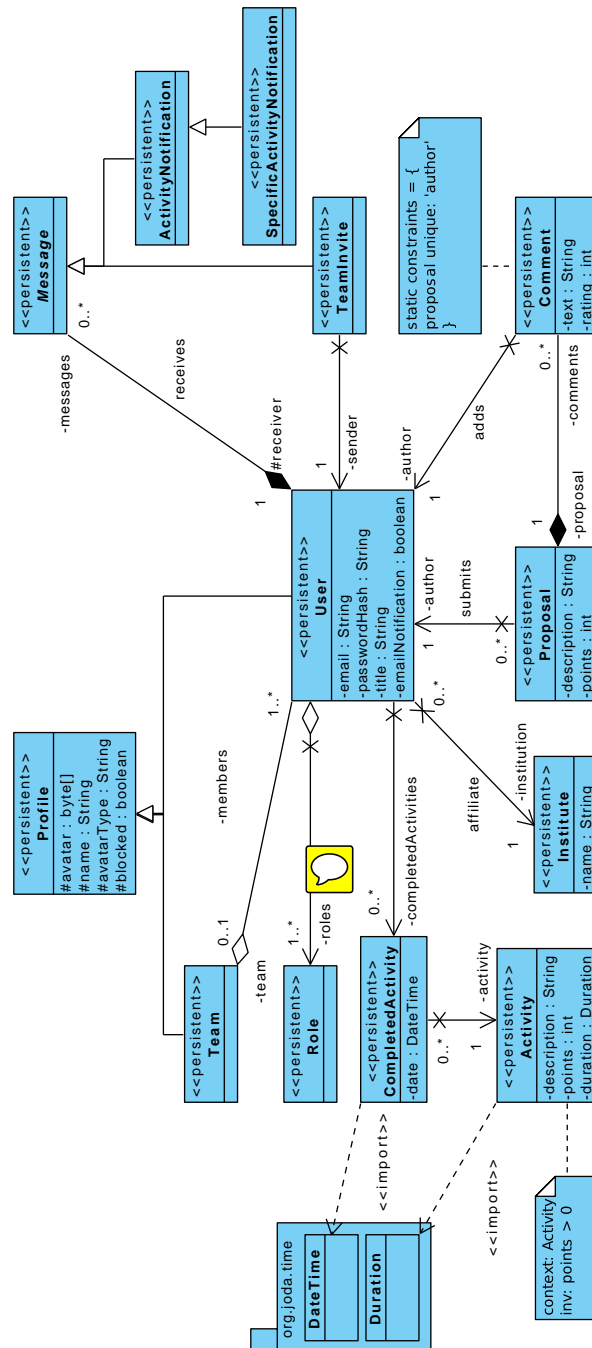 <<persistent>>
Profile
#avatar : byte[]
#name : String
#avatarType : String
#blocked : boolean
<<persistent>>
Message
<<persistent>>
ActivityNotification
<<persistent>>
SpecificActivityNotification
<<persistent>>
TeamInvite
-messages
0..*
receives
#receiver
1
-sender
1
<<persistent>>
Team
-team
0..1
-members
1..*
<<persistent>>
Role
1..*
-roles
<<persistent>>
User
-email : String
-passwordHash : String
-title : String
-emailNotification : boolean
-author
1
adds
static constraints = {
proposal unique: 'author'
}
<<persistent>>
Comment
-text : String
-rating : int
0..*
-comments
1
-proposal
<<persistent>>
Proposal
-description : String
-points : int
-author
1
submits
0..*
<<persistent>>
CompletedActivity
-date : DateTime
0..*
-completedActivities
0..*
affiliate
1
-institution
<<persistent>>
Institute
-name : String
0..*
1
-activity
<<persistent>>
Activity
-description : String
-points : int
-duration : Duration
org.joda.time
DateTime
Duration
<<import>>
<<import>>
context: Activity
inv: points > 0